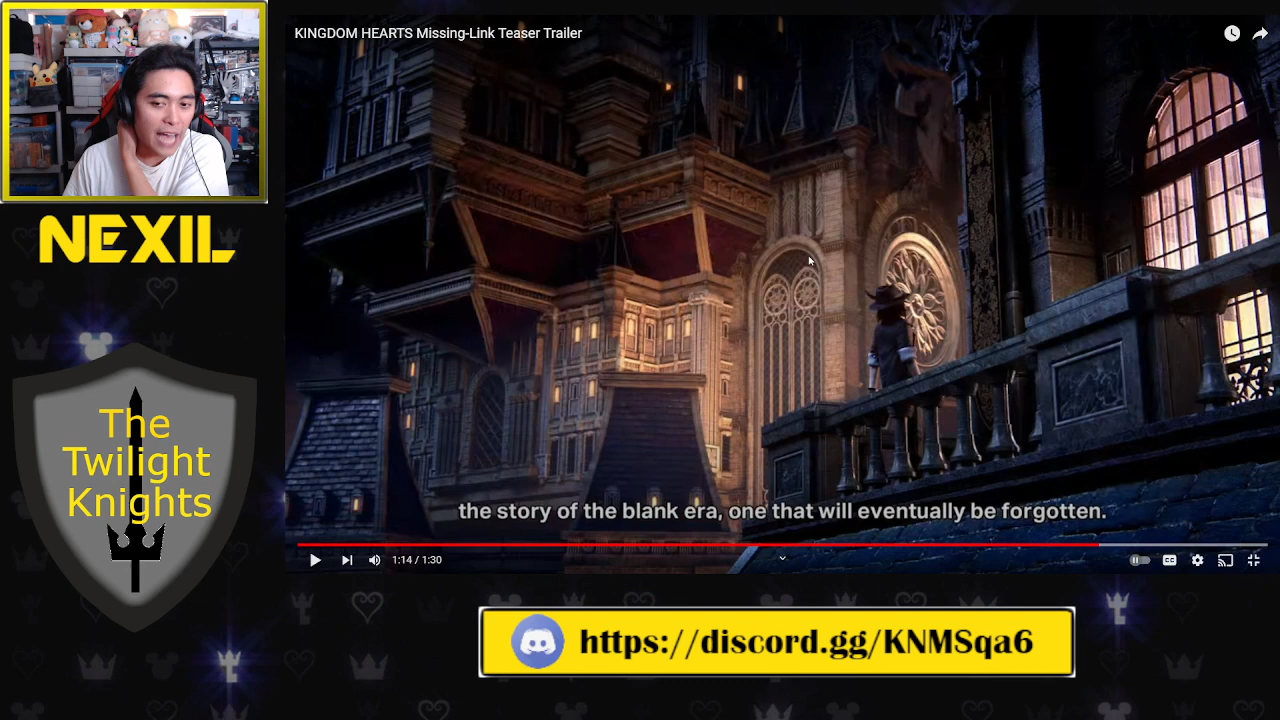 KINGDOM HEARTS Missing-Link Teaser Trailer
NEXIL
The
Twilight
Knights
the story of the blank era, one that will eventually be forgotten.
1:14 / 1:30
CC
https://discord.gg/KNMSqa6